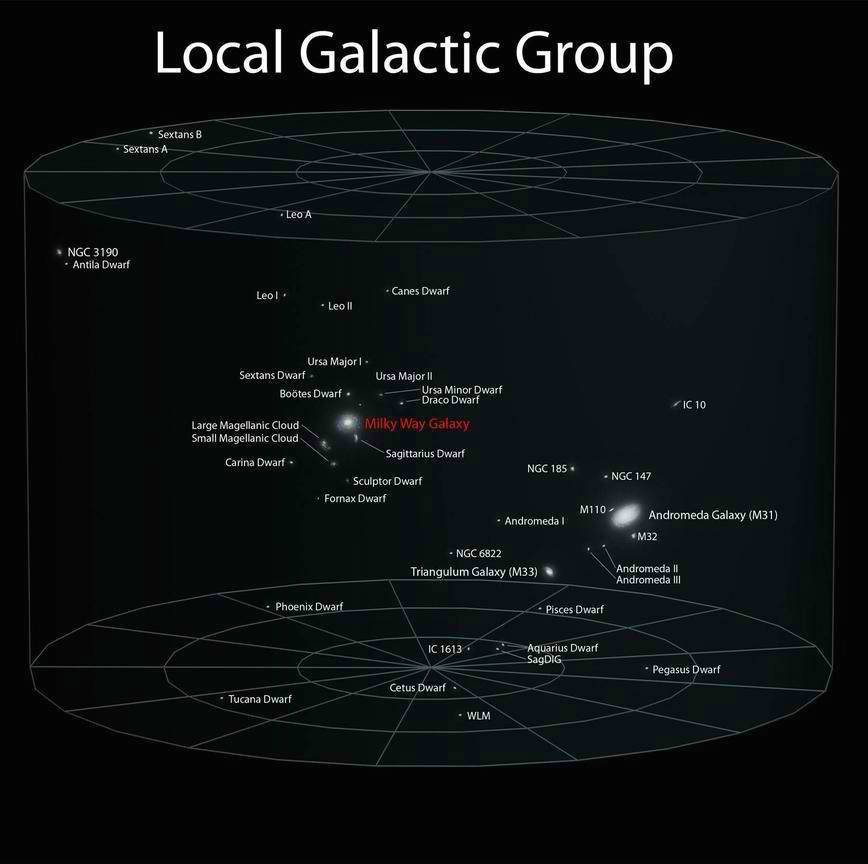 Local Galactic Group
Sextans B
Sextans A
Leo A
NGC 3190
Antila Dwarf
Canes Dwarf
Leo I
Leo II
Ursa Major I
Sextans Dwarf
Ursa Major II
Boötes Dwarf
Ursa Minor Dwarf
Draco Dwarf
IC 10
Milky Way Galaxy
Large Magellanic Cloud
Small Magellanic Cloud
Sagittarius Dwarf
Carina Dwarf
NGC 185
NGC 147
Sculptor Dwarf
Fornax Dwarf
M110
Andromeda Galaxy (M31)
Andromeda I
M32
NGC 6822
Andromeda II
Triangulum Galaxy (M33)
Andromeda III
Phoenix Dwarf
Pisces Dwarf
IC 1613
Aquarius Dwarf
SagDIG
Pegasus Dwarf
Cetus Dwarf
Tucana Dwarf
WLM